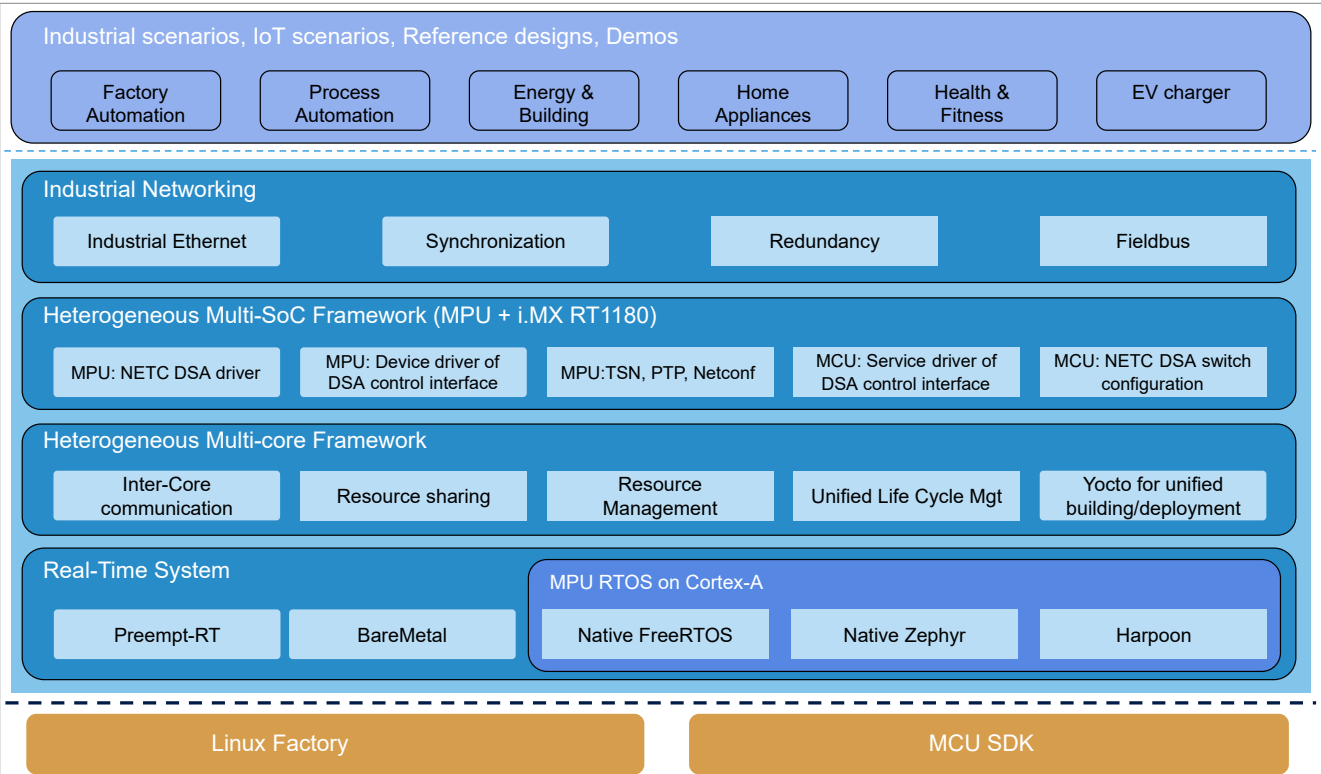 Industrial scenarios, IoT scenarios, Reference designs, Demos
Factory
Automation
Process
Automation
Energy &
Building
Home
Appliances
Health &
Fitness
EV charger
Industrial Networking
Industrial Ethernet
Synchronization
Redundancy
Fieldbus
Heterogeneous Multi-SoC Framework (MPU + i.MX RT1180)
MPU: NETC DSA driver
MPU: Device driver of
DSA control interface
MPU:TSN, PTP, Netconf
MCU: Service driver of
DSA control interface
MCU: NETC DSA switch
configuration
Heterogeneous Multi-core Framework
Inter-Core
communication
Resource sharing
Resource
Management
Unified Life Cycle Mgt
Yocto for unified
building/deployment
Real-Time System
Preempt-RT
BareMetal
MPU RTOS on Cortex-A
Native FreeRTOS
Native Zephyr
Harpoon
Linux Factory
MCU SDK